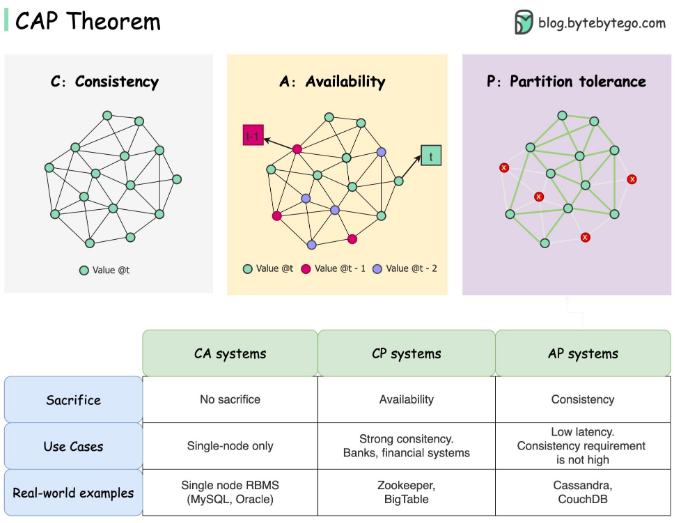 CAP Theorem
blog.bytebytego.com
C: Consistency
Value @t
A: Availability
t-1
t
Value @t
Value @t - 1
Value @t - 2
P: Partition tolerance
x
x
x
x
CA systems
CP systems
AP systems
Sacrifice
No sacrifice
Availability
Consistency
Use Cases
Single-node only
Strong consitency.
Banks, financial systems
Low latency.
Consistency requirement
is not high
Real-world examples
Single node RBMS
(MySQL, Oracle)
Zookeeper,
BigTable
Cassandra,
CouchDB